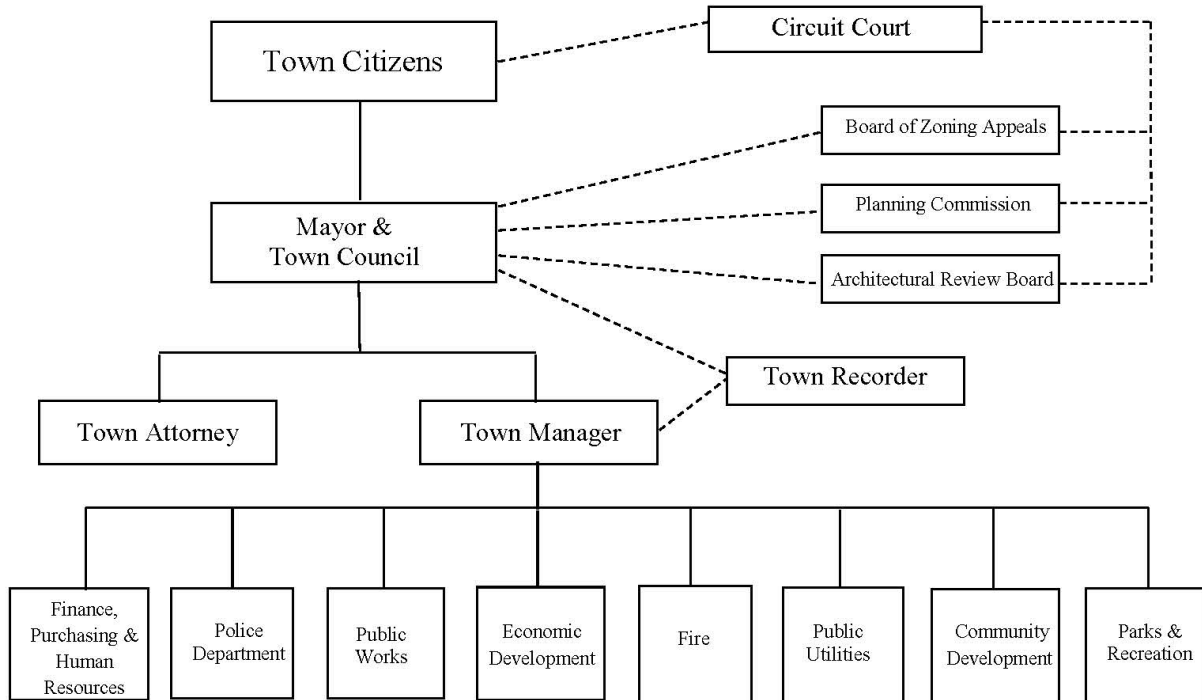 Town Citizens
Circuit Court
Board of Zoning Appeals
Planning Commission
Architectural Review Board
Mayor &
Town Council
Town Recorder
Town Attorney
Town Manager
Finance,
Purchasing &
Human
Resources
Police
Department
Public
Works
Economic
Development
Fire
Public
Utilities
Community
Development
Parks &
Recreation